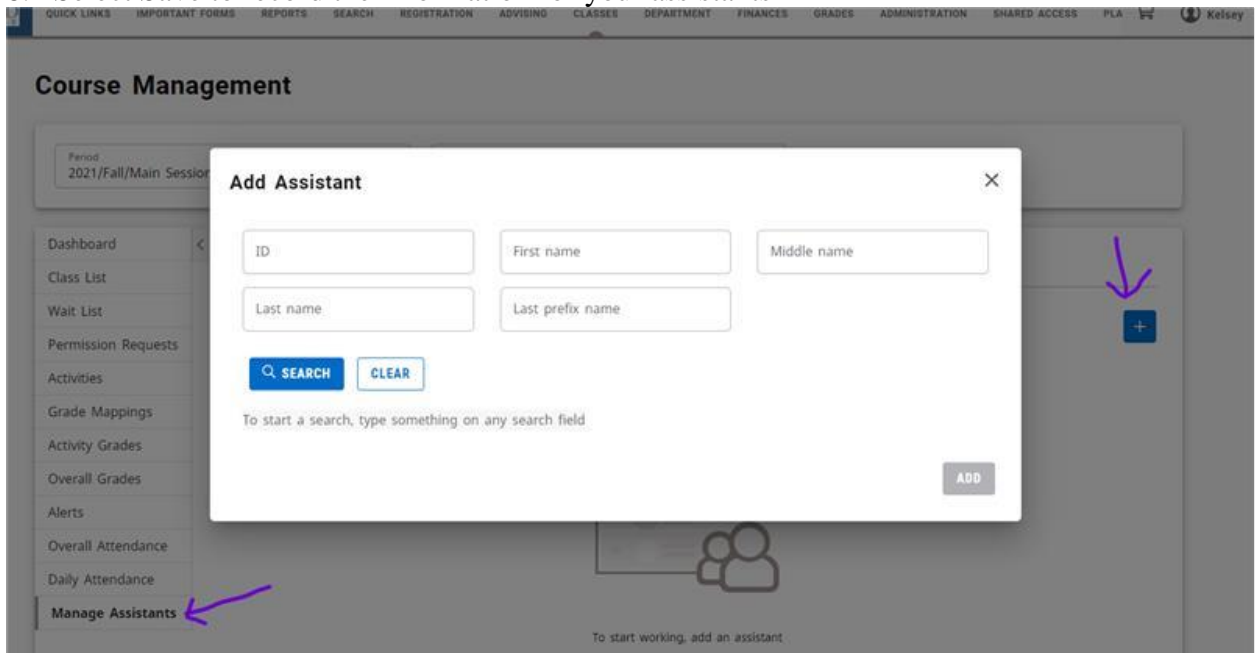 QUICK LINKS IMPORTANT FORMS REPORTS SEARCH REGISTRATION ADVISING CLASSES DEPARTMENT FINANCES GRADES ADMINISTRATION SHARED ACCESS PLA Kelsey
Course Management
Period
2021/Fall/Main Session
Add Assistant
Dashboard
ID First name Middle name
Class List
Wait List
Last name Last prefix name
Permission Requests
SEARCH CLEAR
Activities
Grade Mappings
To start a search, type something on any search field
Activity Grades
Overall Grades
ADD
Alerts
Overall Attendance
Daily Attendance
Manage Assistants
To start working, add an assistant